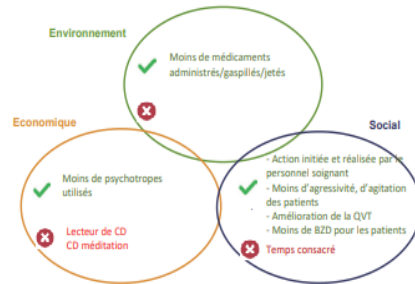 Environnement
Moins de médicaments
administrés/gaspillés/jetés
Economique
Moins de psychotropes
utilisés
Lecteur de CD
CD méditation
Social
- Action initiée et réalisée par le
personnel soignant
- Moins d'agressivité, d'agitation
des patients
- Amélioration de la QVT
- Moins de BZD pour les patients
Temps consacré